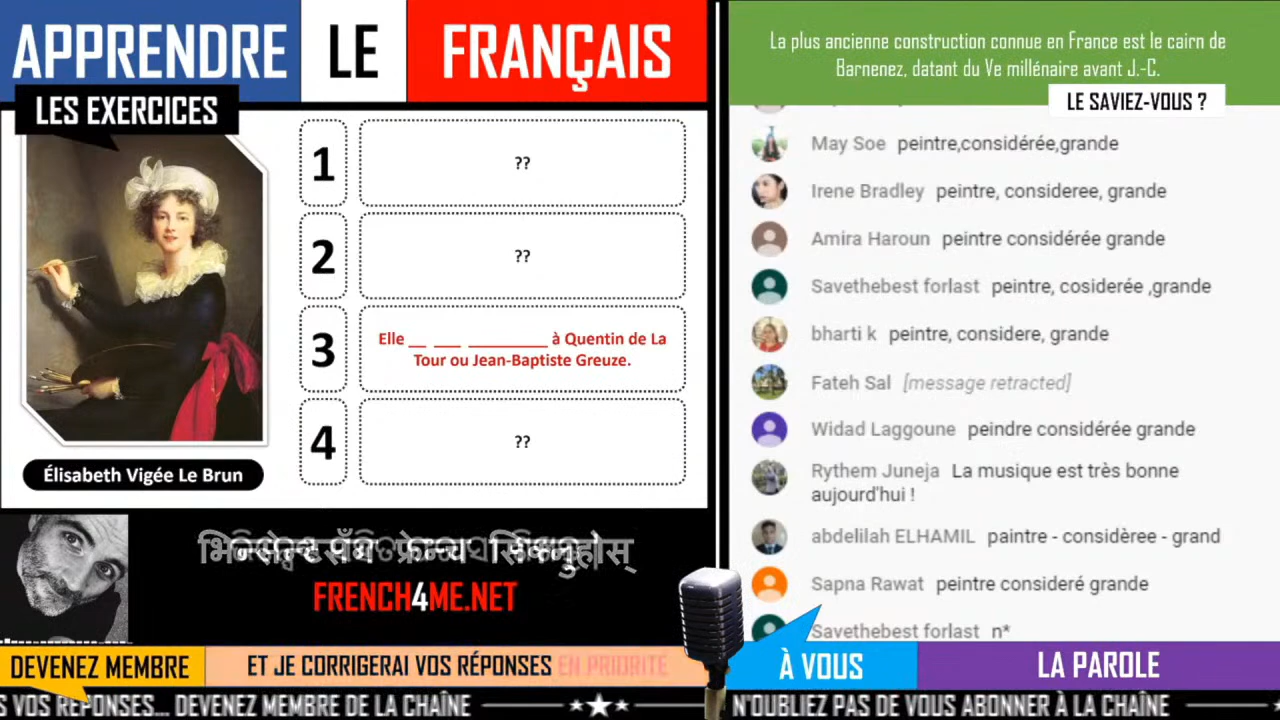 APPRENDRE LE FRANÇAIS
LES EXERCICES
1
??
2
??
3
Elle __ ___ _________ à Quentin de La
Tour ou Jean-Baptiste Greuze.
4
??
Élisabeth Vigée Le Brun
FRENCH4ME.NET
DEVENEZ MEMBRE
ET JE CORRIGERAI VOS RÉPONSES EN PRIORITÉ
S VOS RÉPONSES... DEVENEZ MEMBRE DE LA CHAÎNE
La plus ancienne construction connue en France est le cairn de
Barnenez, datant du Ve millénaire avant J.-C.
LE SAVIEZ-VOUS ?
May Soe peintre,considérée,grande
Irene Bradley peintre, consideree, grande
Amira Haroun peintre considérée grande
Savethebest forlast peintre, cosiderée ,grande
bharti k peintre, considere, grande
Fateh Sal [message retracted]
Widad Laggoune peindre considérée grande
Rythem Juneja La musique est très bonne
aujourd'hui !
abdelilah ELHAMIL paintre - considèree - grand
Sapna Rawat peintre consideré grande
Savethebest forlast n*
À VOUS
LA PAROLE
N'OUBLIEZ PAS DE VOUS ABONNER À LA CHAÎNE